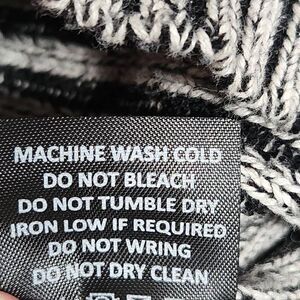 MACHINE WASH COLD
DO NOT BLEACH
DO NOT TUMBLE DRY
IRON LOW IF REQUIRED
DO NOT WRING
DO NOT DRY CLEAN